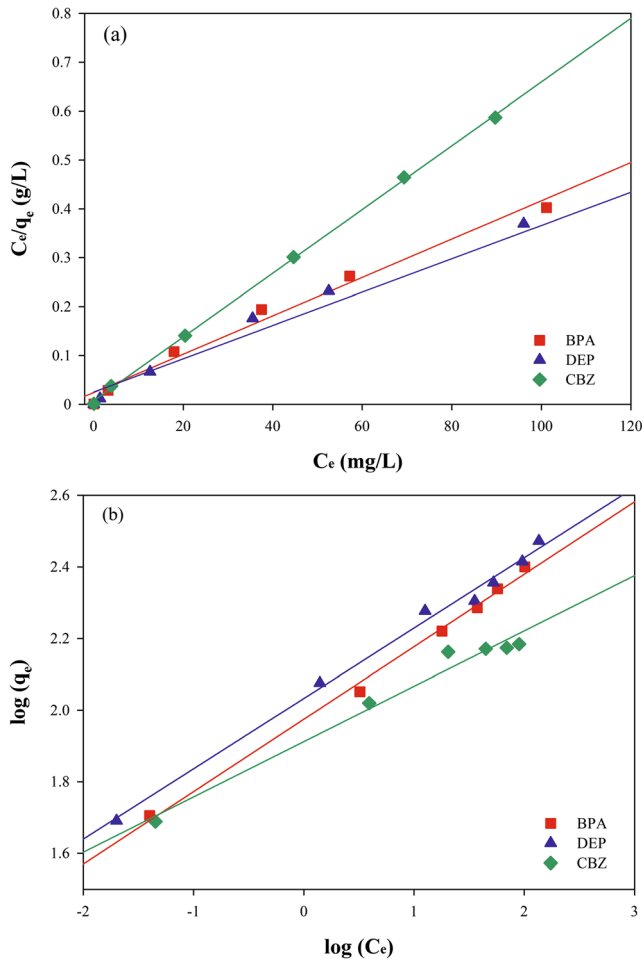 (a)
0.8
0.7
0.6
0.5
0.4
0.3
0.2
0.1
0
Ce/qe (g/L)
BPA
DEP
CBZ
0 20 40 60 80 100 120
Ce (mg/L)
(b)
2.6
2.4
2.2
2.0
1.8
1.6
log (qe)
BPA
DEP
CBZ
-2 -1 0 1 2 3
log (Ce)